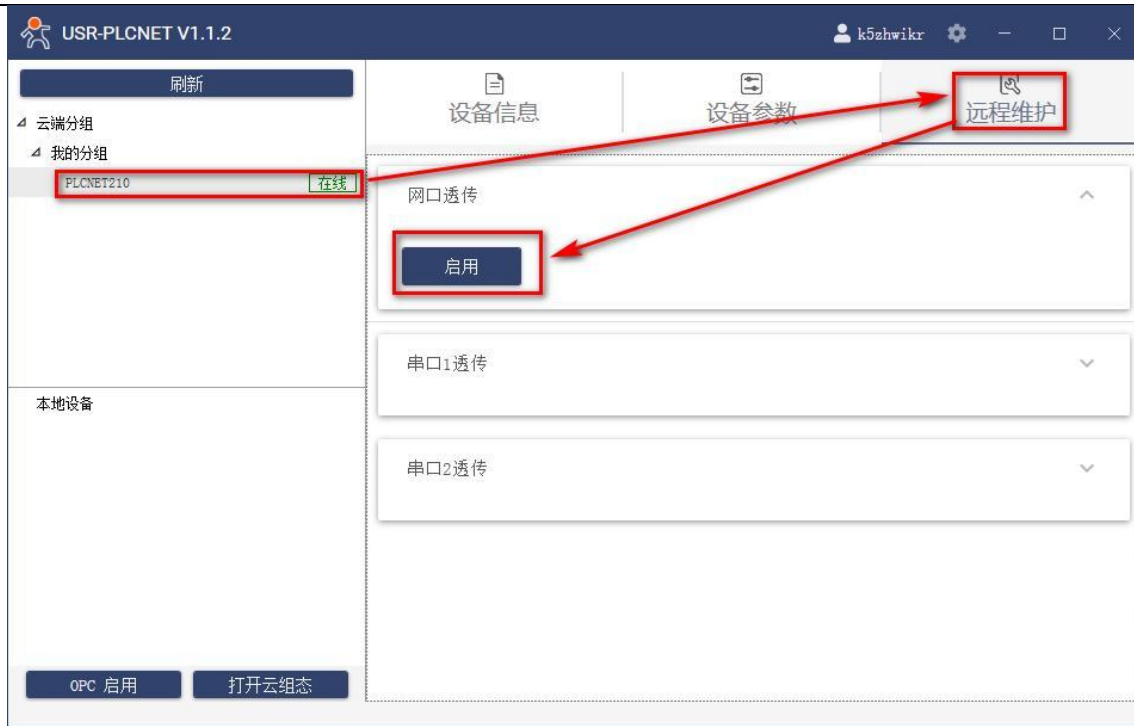 USR-PLCNET V1.1.2
k5zhwikr
刷新
云端分组
我的分组
PLCNET210
在线
设备信息
设备参数
远程维护
网口透传
启用
串口1透传
串口2透传
本地设备
OPC 启用
打开云组态